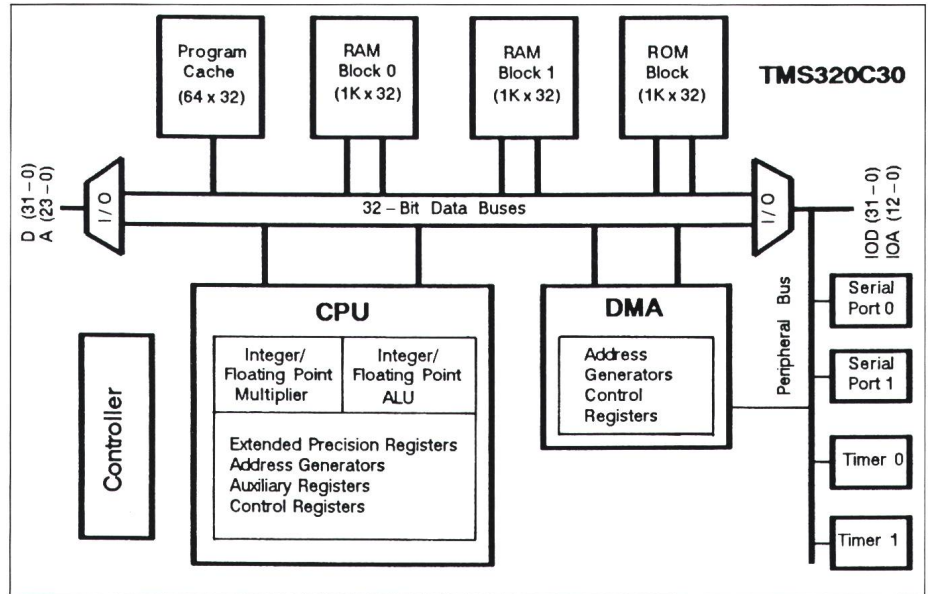 Program
Cache
(64 x 32)
RAM
Block 0
(1K x 32)
RAM
Block 1
(1K x 32)
ROM
Block
(1K x 32)
TMS320C30
D (31-0)
A (23-0)
I/O
32-Bit Data Buses
I/O
IOD (31-0)
IOA (12-0)
Peripheral Bus
Controller
CPU
Integer/
Floating Point
Multiplier
Integer/
Floating Point
ALU
Extended Precision Registers
Address Generators
Auxiliary Registers
Control Registers
DMA
Address
Generators
Control
Registers
Serial
Port 0
Serial
Port 1
Timer 0
Timer 1